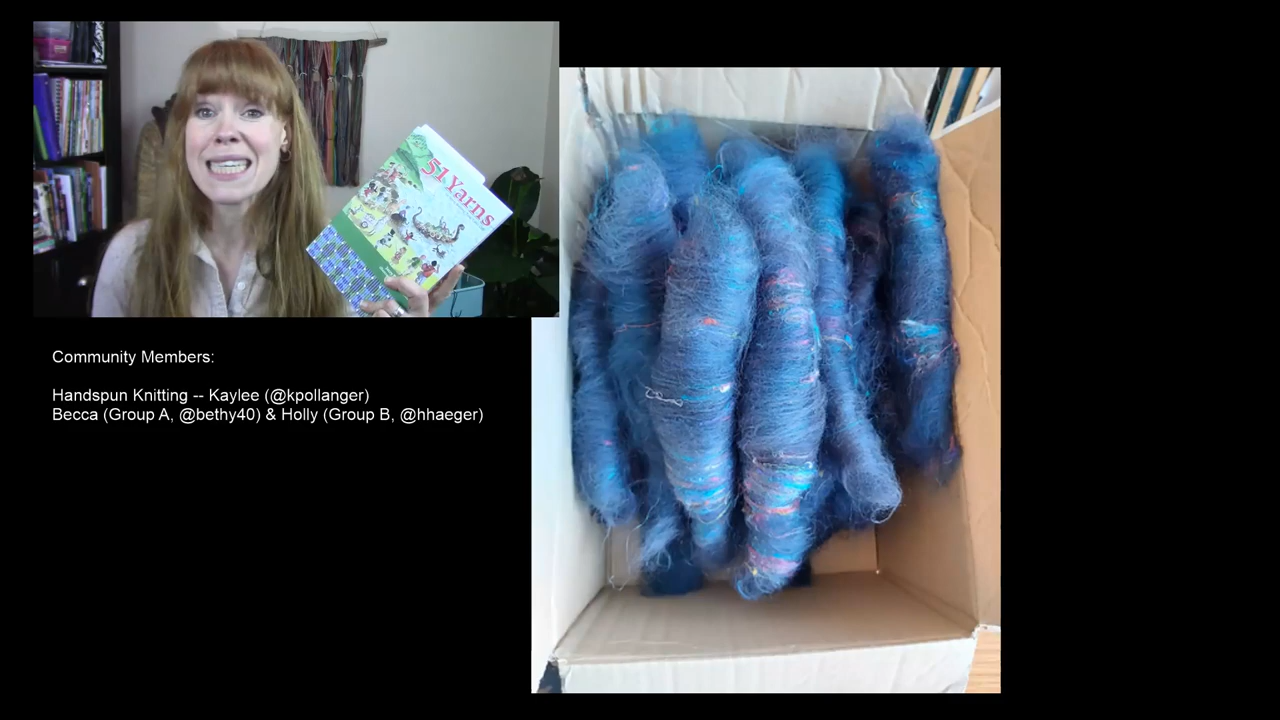 51 Yarns
Community Members:
Handspun Knitting -- Kaylee (@kpollanger)
Becca (Group A, @bethy40) & Holly (Group B, @hhaeger)